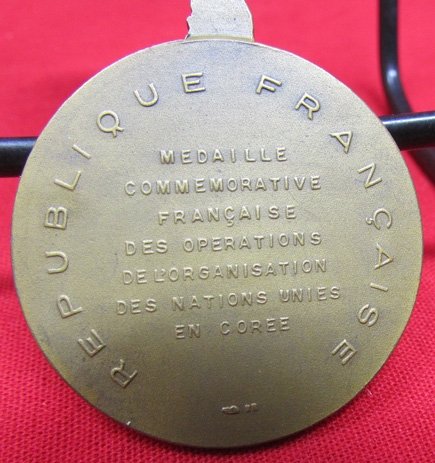 REPUBLIQUE FRANÇAISE
MEDAILLE
COMMEMORATIVE
FRANÇAISE
DES OPERATIONS
DE L'ORGANISATION
DES NATIONS UNIES
EN COREE